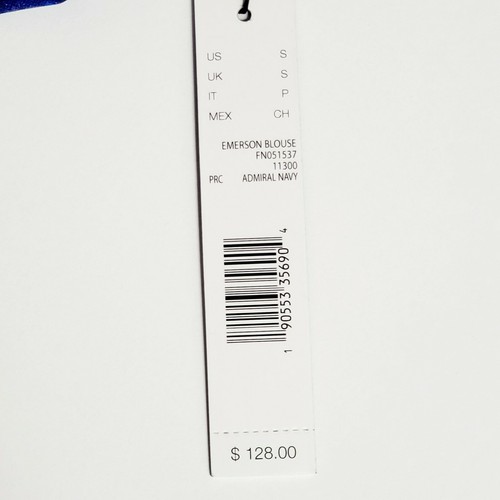 US S
UK S
IT P
MEX CH
EMERSON BLOUSE
FN051537
11300
PRC ADMIRAL NAVY
1 90553 35690 4
$ 128.00